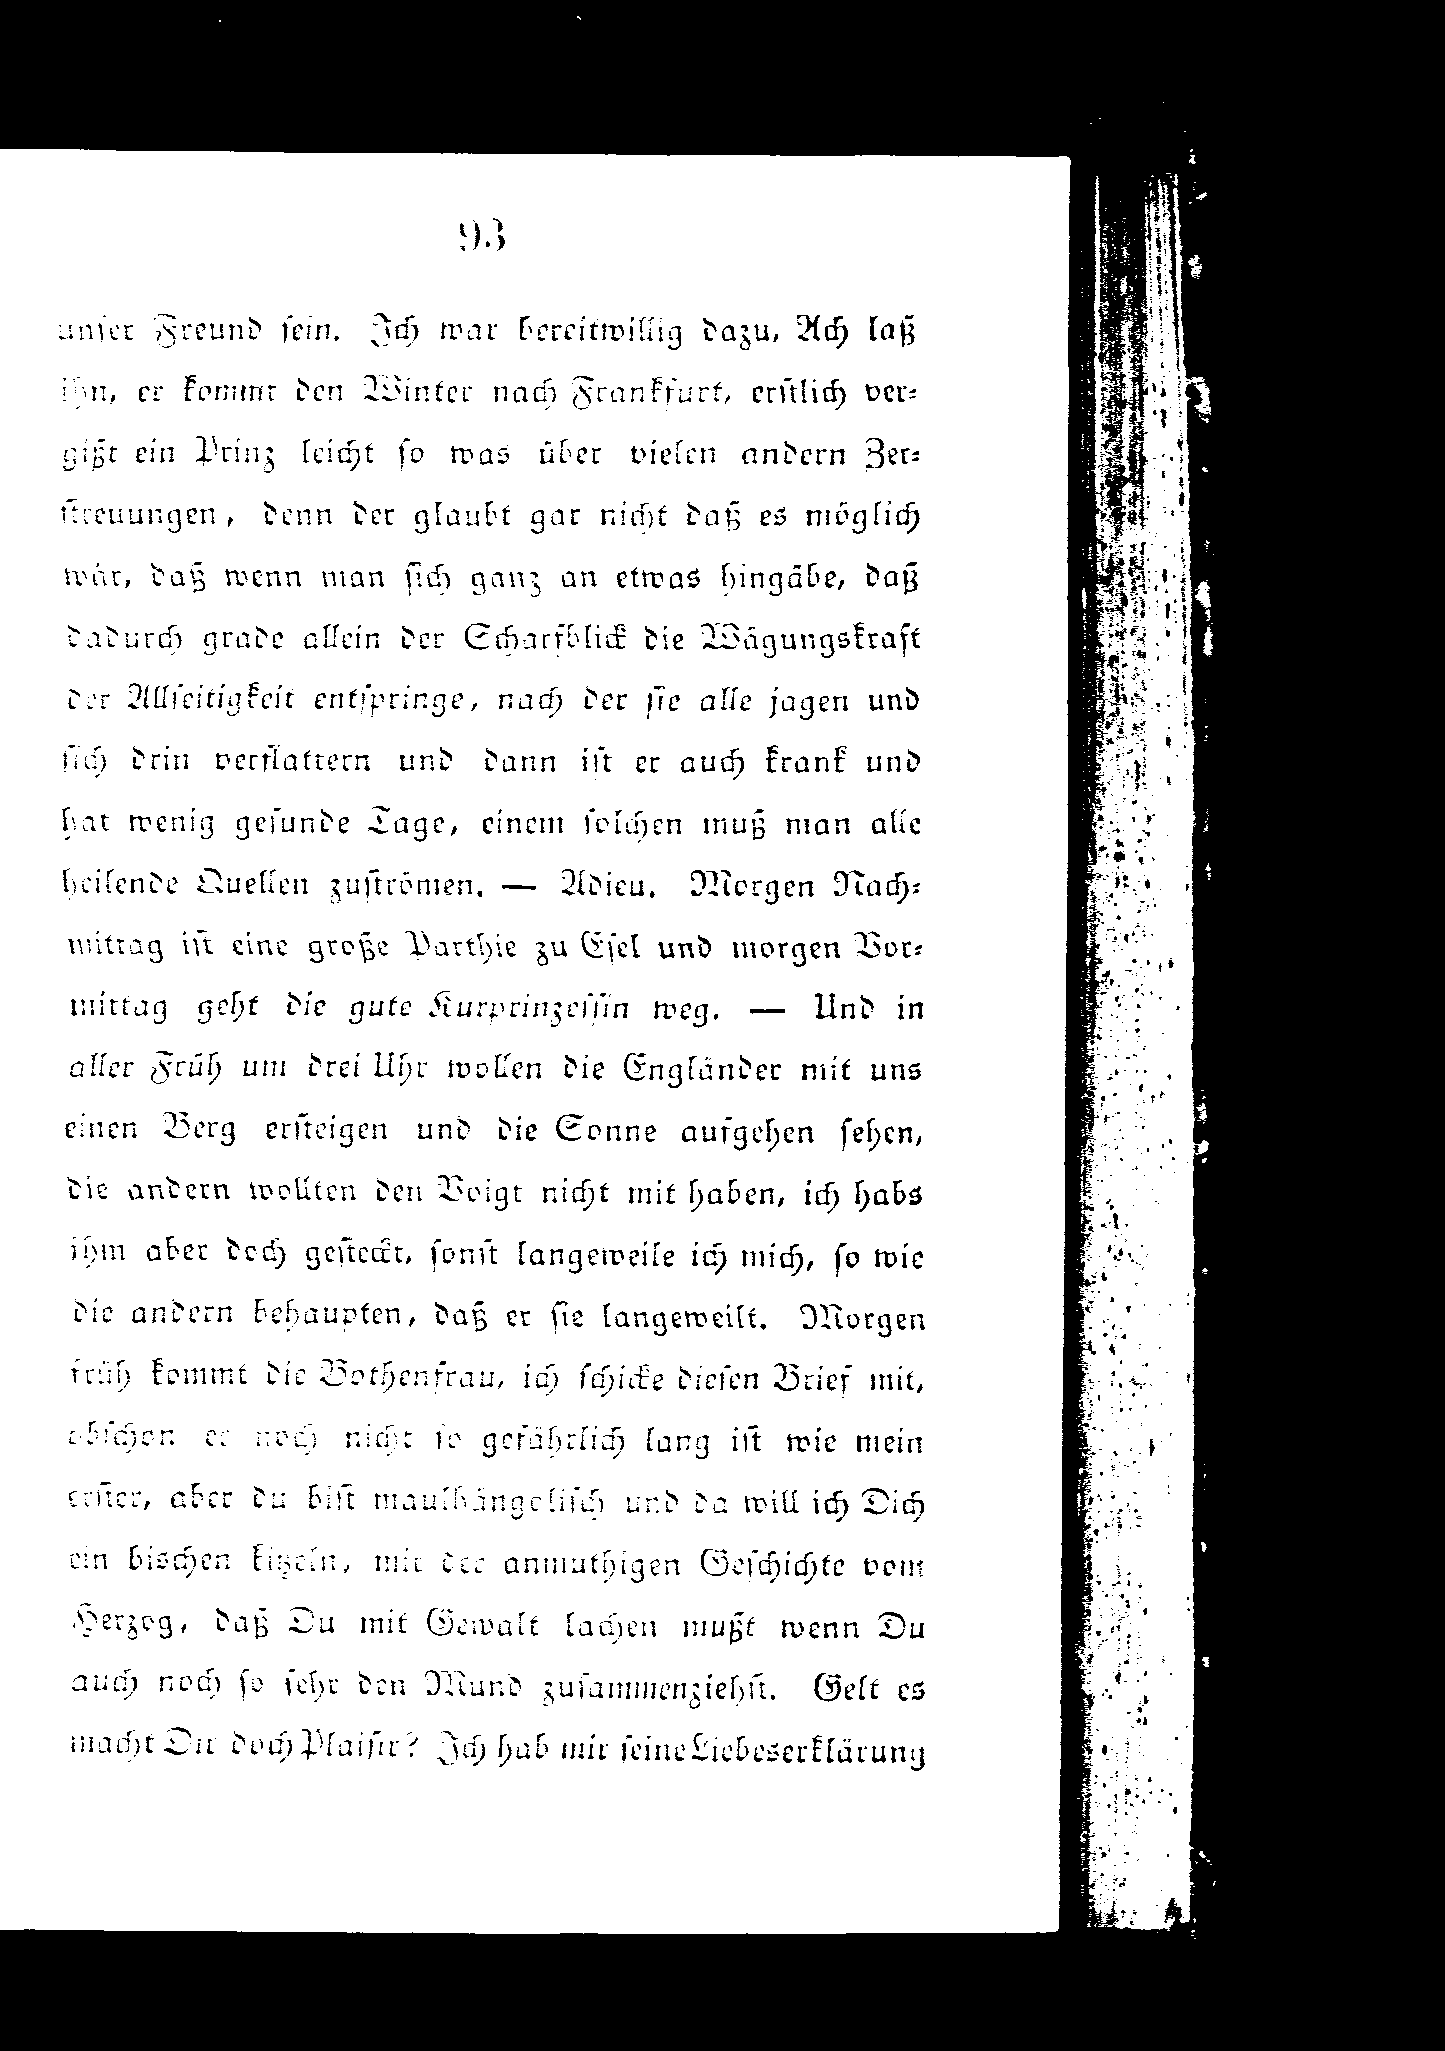 93
unser Freund sein. Ich war bereitwillig dazu, Ach laß
ihn, er kommt den Winter nach Frankfurt, erstlich ver-
gißt ein Prinz leicht so was über vielen andern Zer-
streuungen, denn der glaubt gar nicht daß es möglich
wär, daß wenn man sich ganz an etwas hingäbe, daß
dadurch grade allein der Scharfblick die Wägungskraft
der Allseitigkeit entspringe, nach der sie alle jagen und
sich drin verflattern und dann ist er auch krank und
hat wenig gesunde Tage, einem solchen muß man alle
heilende Quellen zuströmen. — Adieu. Morgen Nach-
mittag ist eine große Parthie zu Esel und morgen Vor-
mittag geht die gute Kurprinzessin weg. — Und in
aller Früh um drei Uhr wollen die Engländer mit uns
einen Berg ersteigen und die Sonne aufgehen sehen,
die andern wollten den Voigt nicht mit haben, ich habs
ihm aber doch gesteckt, sonst langeweile ich mich, so wie
die andern behaupten, daß er sie langeweilt. Morgen
früh kommt die Bothenfrau, ich schicke diesen Brief mit,
obschon er noch nicht so gefährlich lang ist wie mein
erster, aber du bist maulhängelisch und da will ich Dich
ein bischen kitzeln, mit der anmuthigen Geschichte vom
Herzog, daß Du mit Gewalt lachen mußt wenn Du
auch noch so sehr den Mund zusammenziehst. Gelt es
macht Dir doch Plaisir? Ich hab mir seine Liebeserklärung